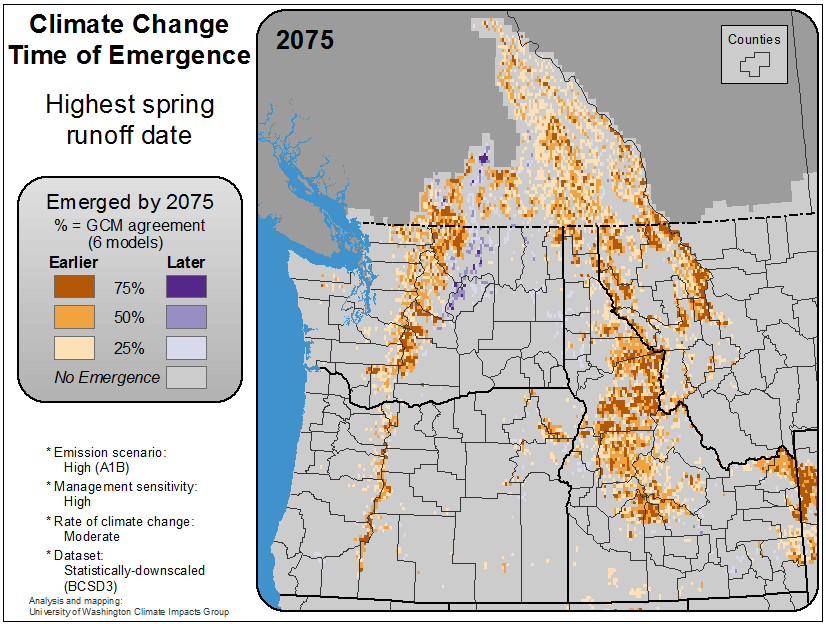 Climate Change
Time of Emergence
Highest spring
runoff date
Emerged by 2075
% = GCM agreement
(6 models)
Earlier Later
75%
50%
25%
No Emergence
* Emission scenario:
High (A1B)
* Management sensitivity:
High
* Rate of climate change:
Moderate
* Dataset:
Statistically-downscaled
(BCSD3)
Analysis and mapping:
University of Washington Climate Impacts Group
2075
Counties